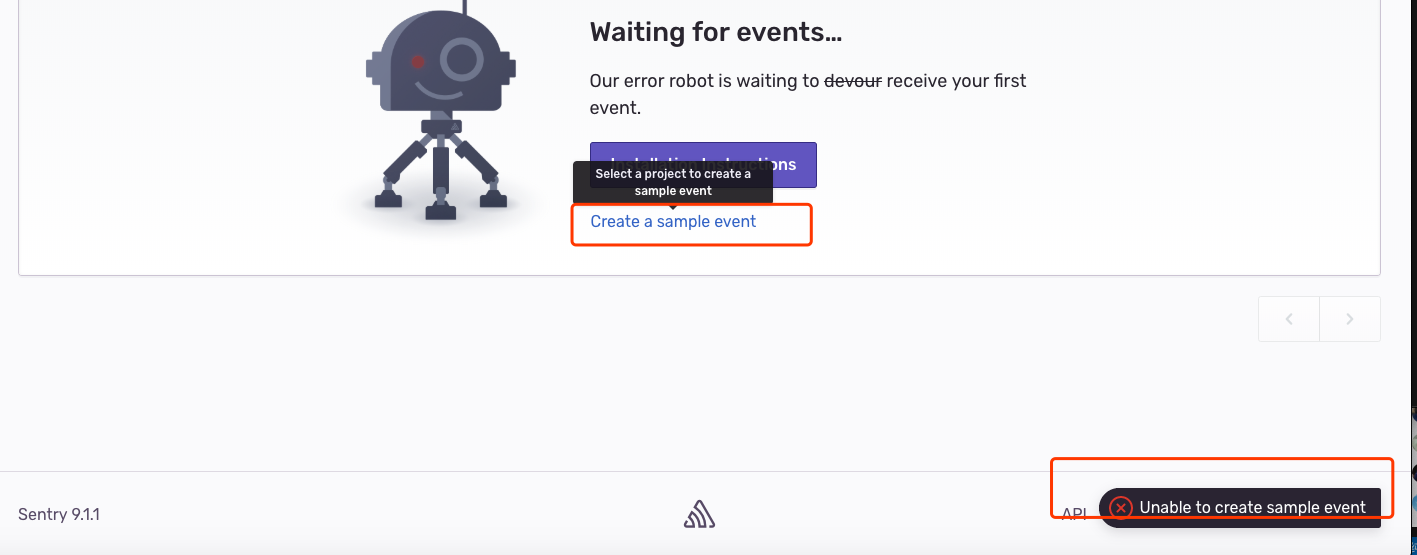 Waiting for events…
Our error robot is waiting to devour receive your first
event.
Installation Instructions
Select a project to create a
sample event
Create a sample event
Sentry 9.1.1
API
Unable to create sample event